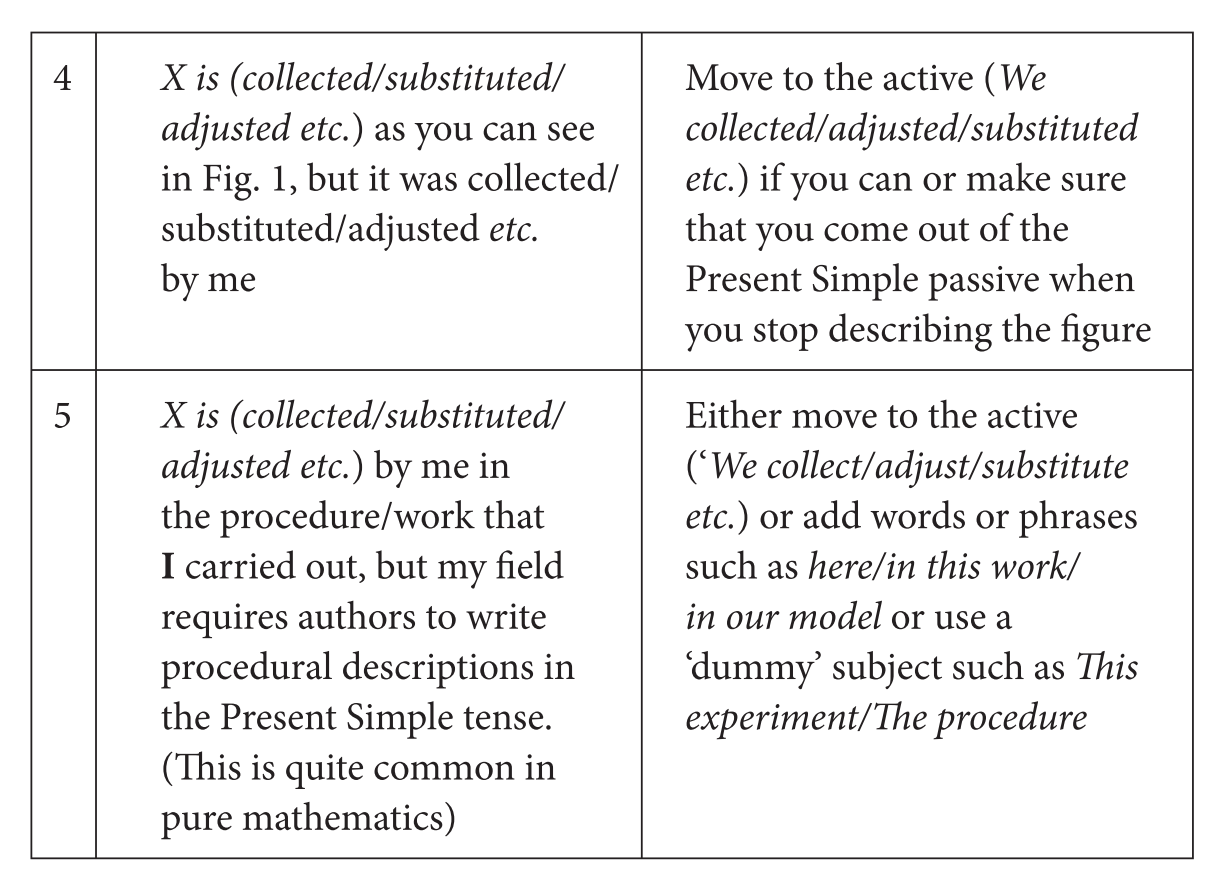 4
X is (collected/substituted/
adjusted etc.) as you can see
in Fig. 1, but it was collected/
substituted/adjusted etc.
by me
Move to the active (We
collected/adjusted/substituted
etc.) if you can or make sure
that you come out of the
Present Simple passive when
you stop describing the figure
5
X is (collected/substituted/
adjusted etc.) by me in
the procedure/work that
I carried out, but my field
requires authors to write
procedural descriptions in
the Present Simple tense.
(This is quite common in
pure mathematics)
Either move to the active
(‘We collect/adjust/substitute
etc.) or add words or phrases
such as here/in this work/
in our model or use a
‘dummy’ subject such as This
experiment/The procedure